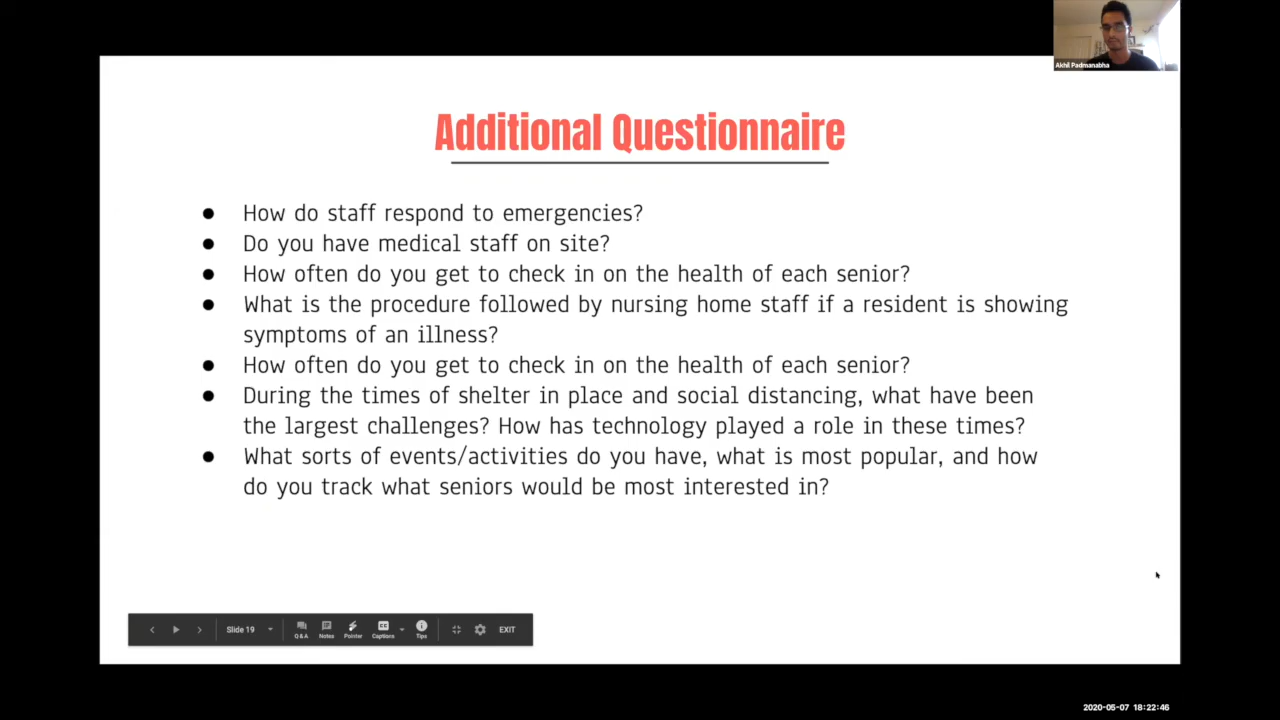 Akhil Padmanabha
Additional Questionnaire
● How do staff respond to emergencies?
● Do you have medical staff on site?
● How often do you get to check in on the health of each senior?
● What is the procedure followed by nursing home staff if a resident is showing
symptoms of an illness?
● How often do you get to check in on the health of each senior?
● During the times of shelter in place and social distancing, what have been
the largest challenges? How has technology played a role in these times?
● What sorts of events/activities do you have, what is most popular, and how
do you track what seniors would be most interested in?
Slide 19 Q&A Notes Pointer Captions Tips EXIT
2020-05-07 18:22:46